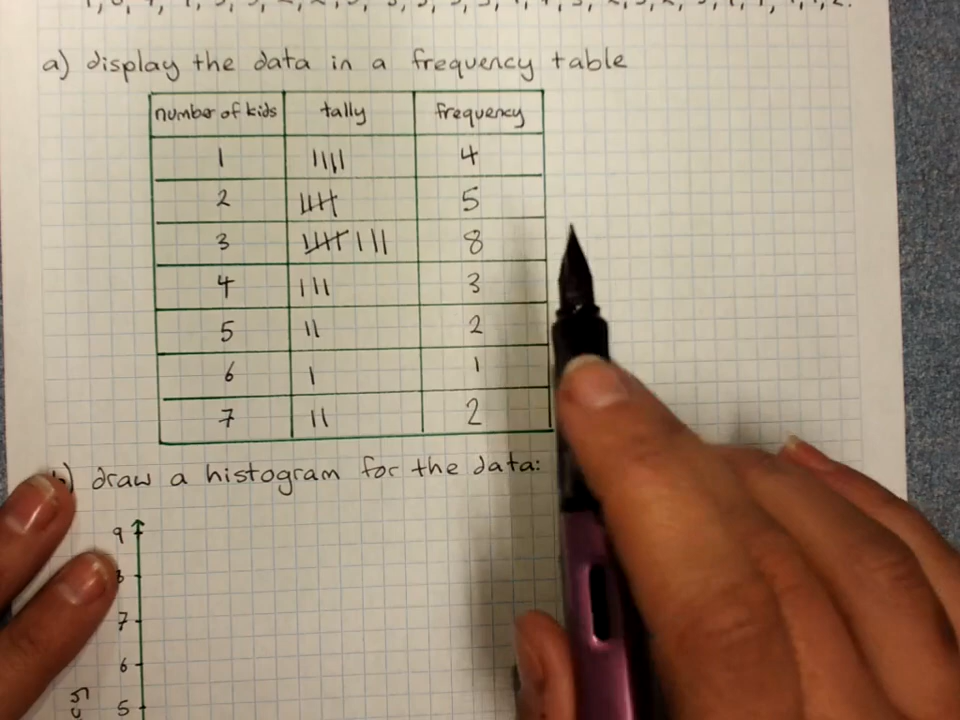 a) display the data in a frequency table
number of kids tally frequency
1 |||| 4
2 5
3 8
4 ||| 3
5 || 2
6 | 1
7 || 2
b) draw a histogram for the data:
9
8
7
6
5